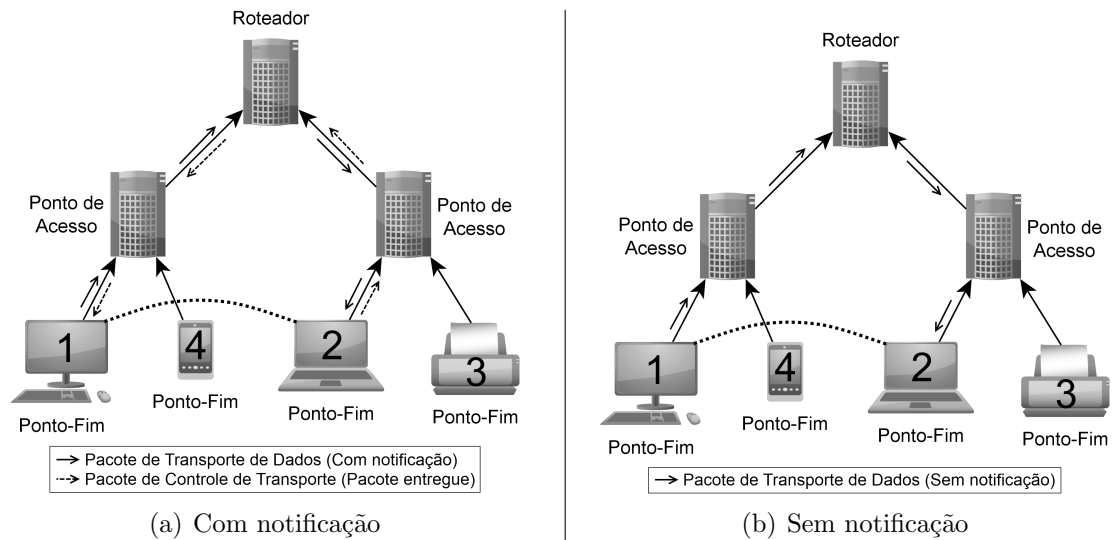 Roteador
Ponto de
Acesso
Ponto de
Acesso
1
4
2
3
Ponto-Fim
Ponto-Fim
Ponto-Fim
Ponto-Fim
Pacote de Transporte de Dados (Com notificação)
Pacote de Controle de Transporte (Pacote entregue)
(a) Com notificação
Roteador
Ponto de
Acesso
Ponto de
Acesso
1
4
2
3
Ponto-Fim
Ponto-Fim
Ponto-Fim
Ponto-Fim
Pacote de Transporte de Dados (Sem notificação)
(b) Sem notificação